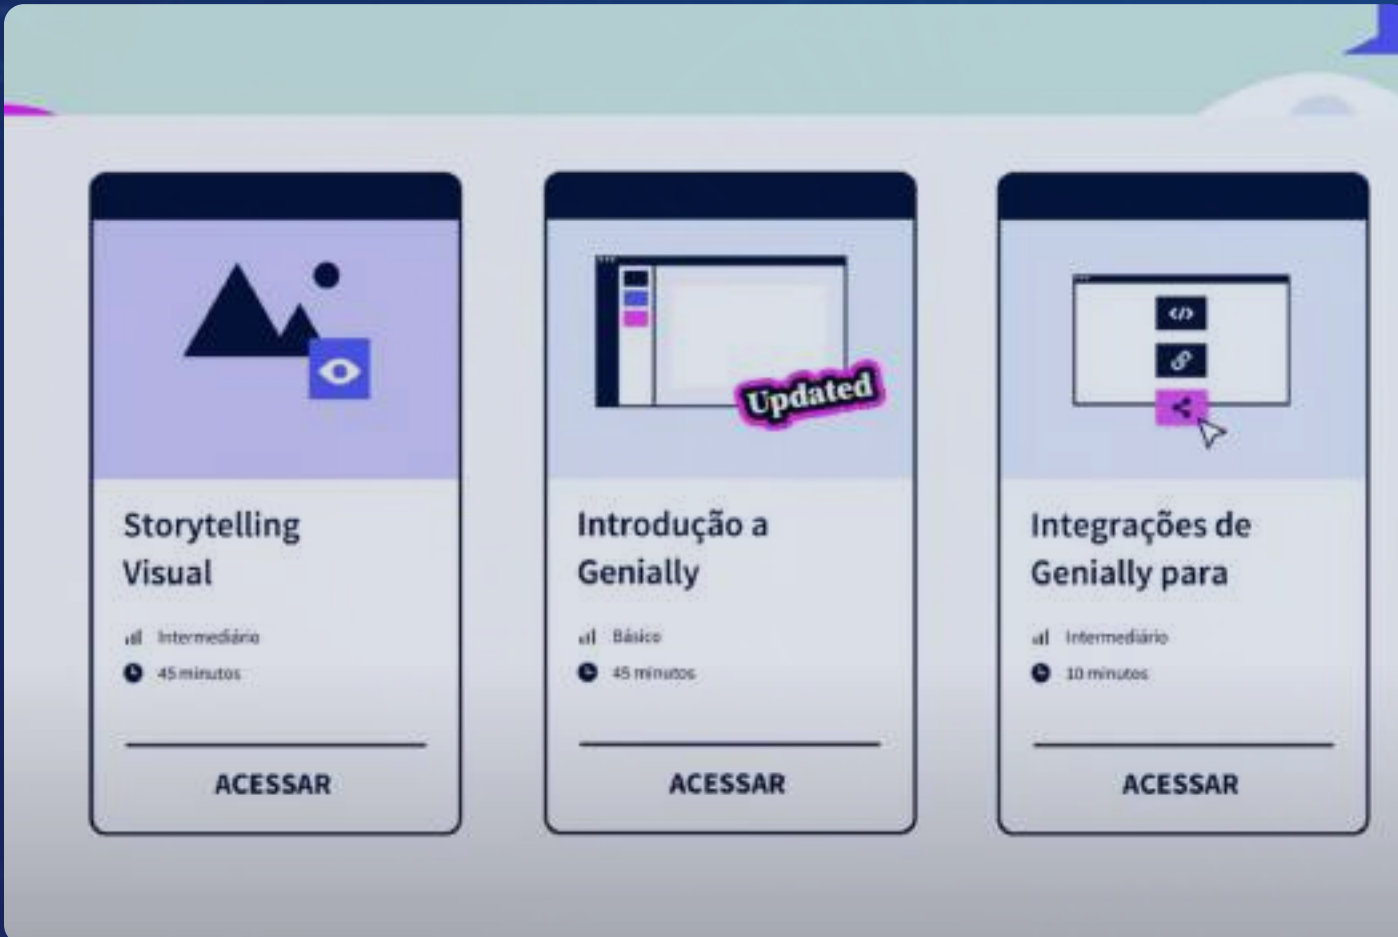 Storytelling
Visual
Intermediário
45 minutos
ACESSAR
Updated
Introdução a
Genially
Básico
45 minutos
ACESSAR
</>
Integrações de
Genially para
Intermediário
10 minutos
ACESSAR